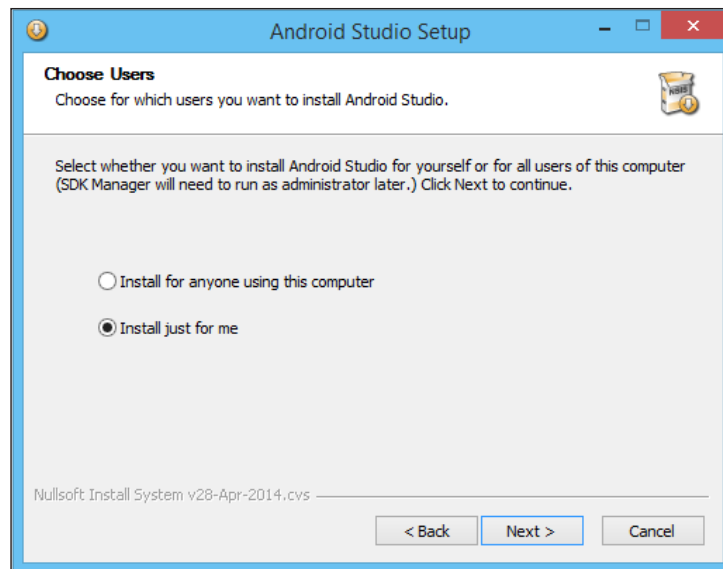 Android Studio Setup
Choose Users
Choose for which users you want to install Android Studio.
NSIS
Select whether you want to install Android Studio for yourself or for all users of this computer
(SDK Manager will need to run as administrator later.) Click Next to continue.
Install for anyone using this computer
Install just for me
Nullsoft Install System v28-Apr-2014.cvs
< Back
Next >
Cancel